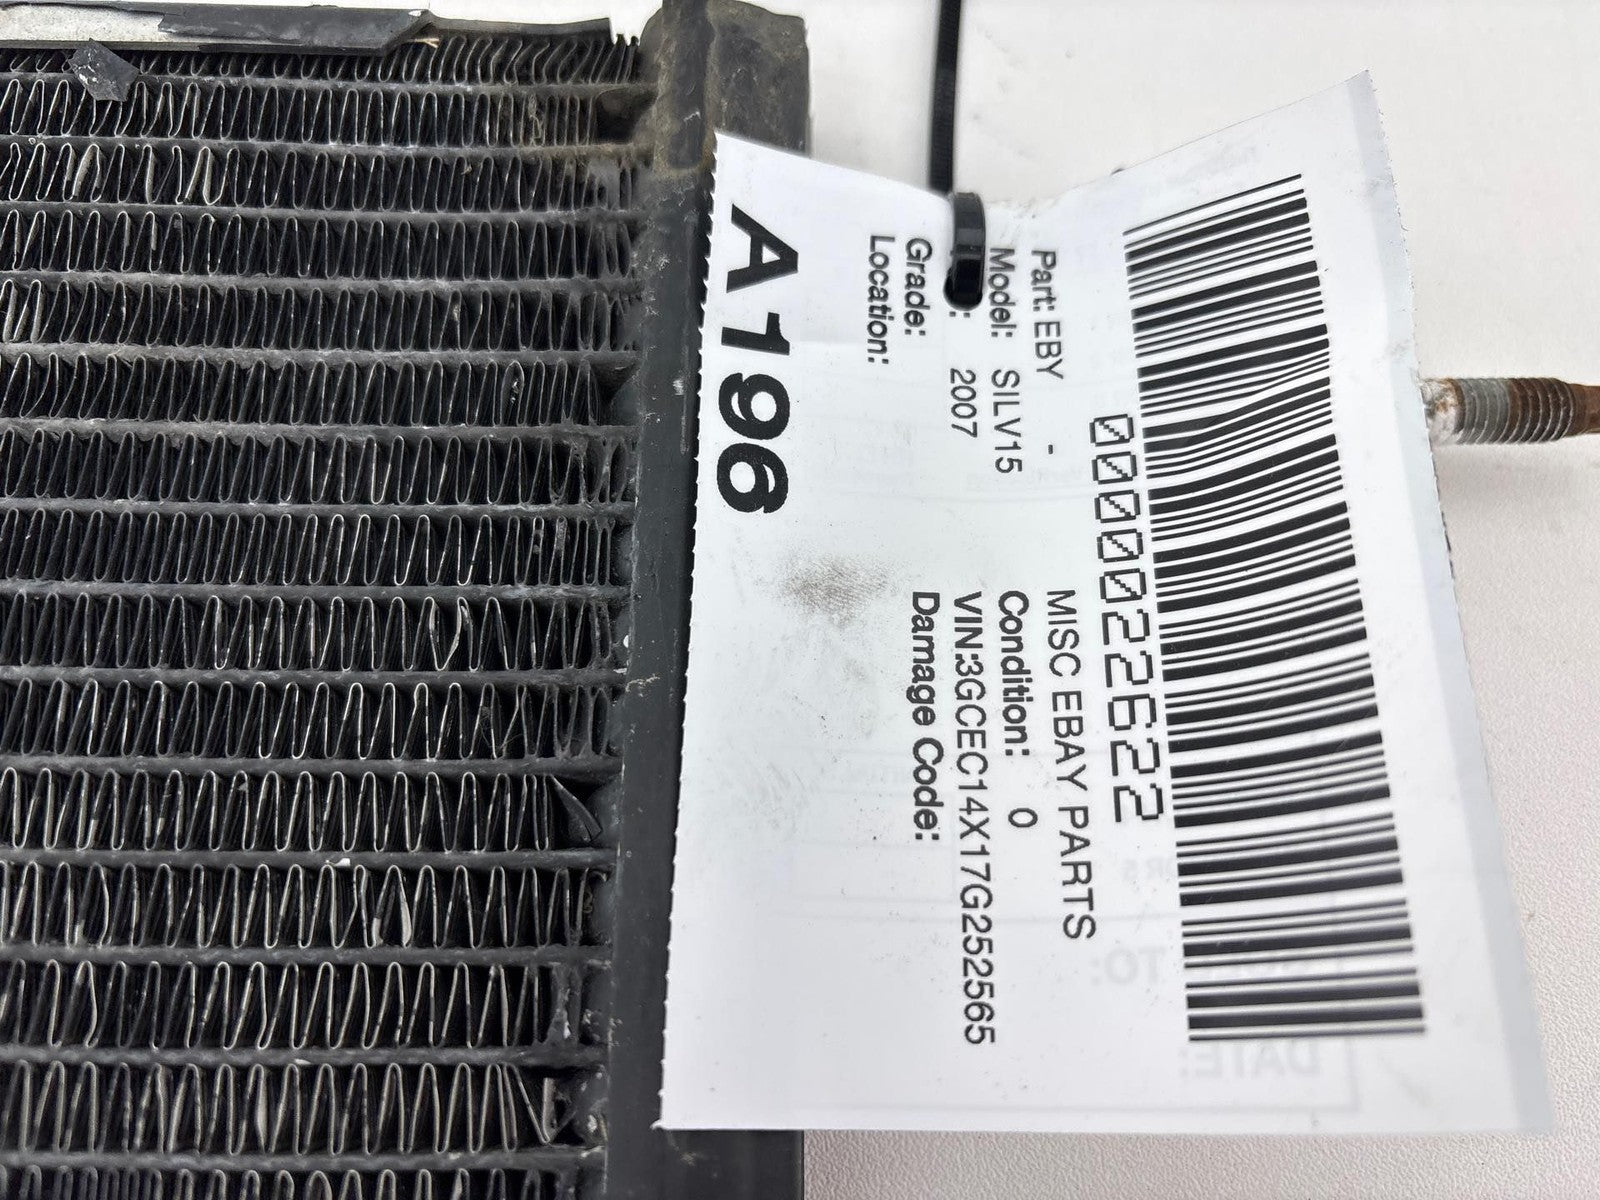 0000022622
Part: EBY - MISC EBAY PARTS
Model: SILV15 Condition: 0
: 2007 VIN:3GCEC14X17G252565
Grade: Damage Code:
Location:
A196
TO:
DATE: